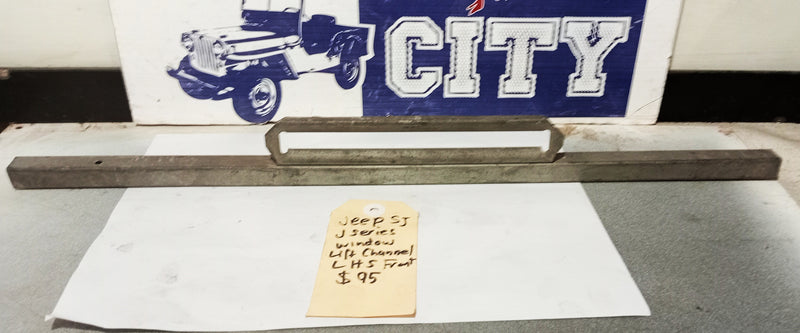 CITY
Jeep SJ
J series
window
Lift Channel
LHS Front
$95